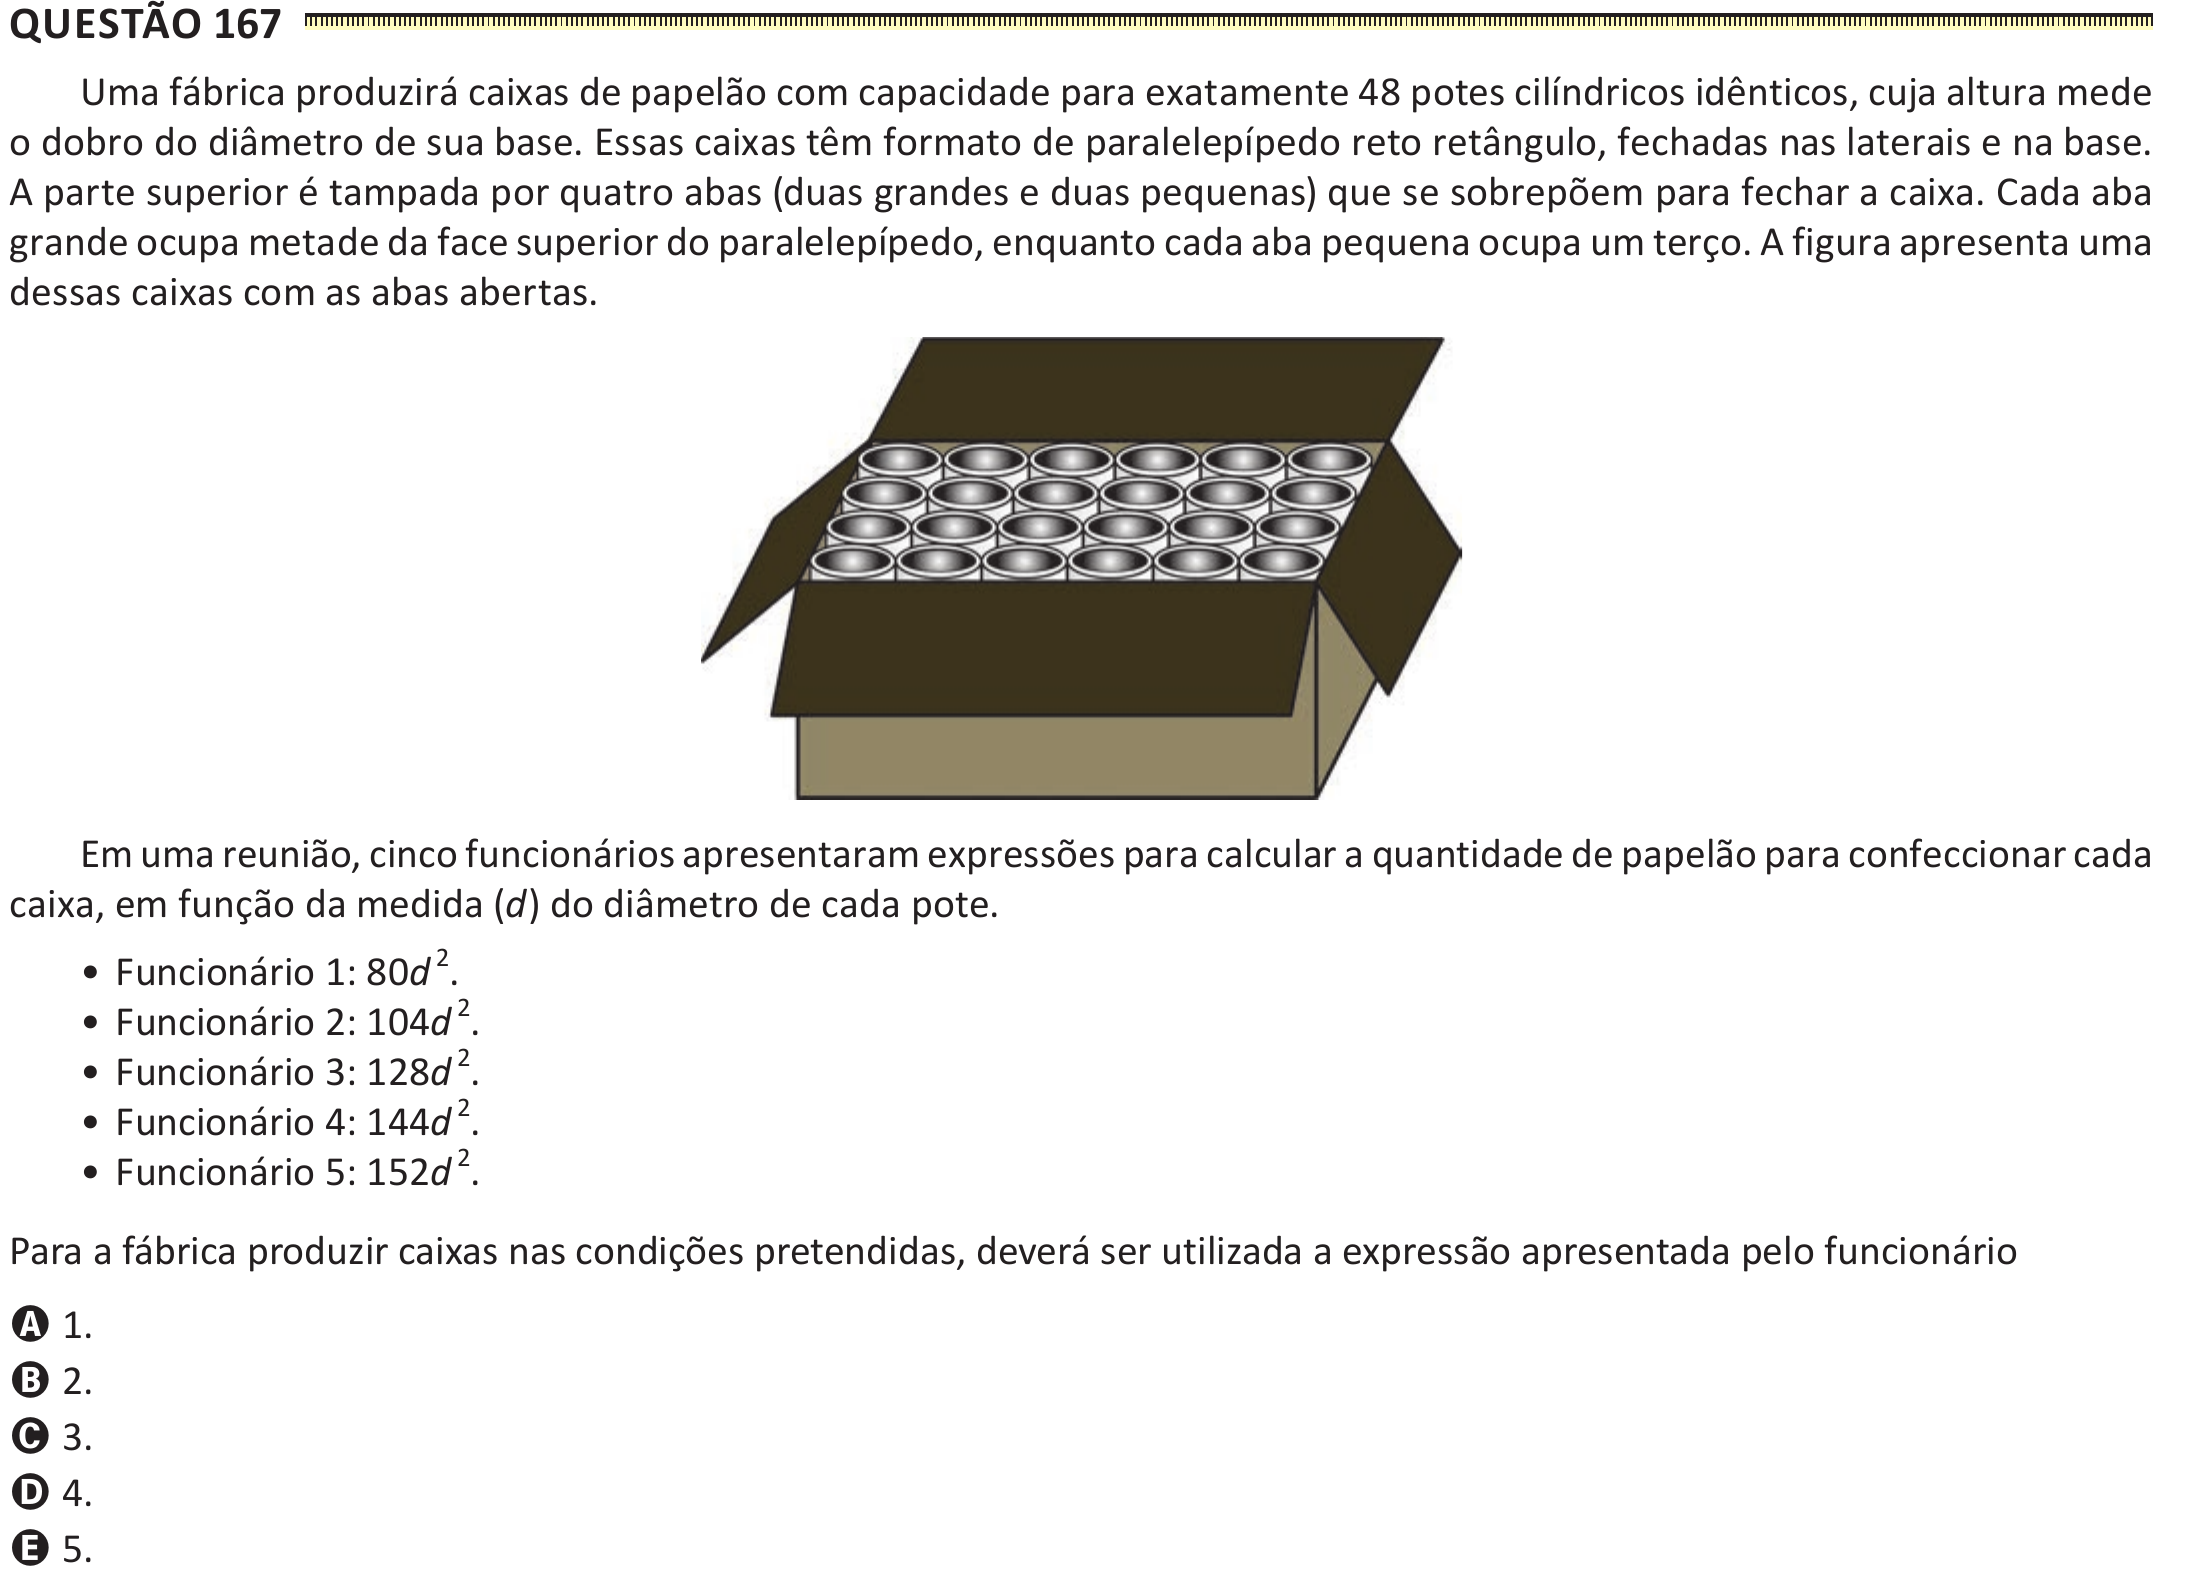 QUESTÃO 167
Uma fábrica produzirá caixas de papelão com capacidade para exatamente 48 potes cilíndricos idênticos, cuja altura mede
o dobro do diâmetro de sua base. Essas caixas têm formato de paralelepípedo reto retângulo, fechadas nas laterais e na base.
A parte superior é tampada por quatro abas (duas grandes e duas pequenas) que se sobrepõem para fechar a caixa. Cada aba
grande ocupa metade da face superior do paralelepípedo, enquanto cada aba pequena ocupa um terço. A figura apresenta uma
dessas caixas com as abas abertas.
Em uma reunião, cinco funcionários apresentaram expressões para calcular a quantidade de papelão para confeccionar cada
caixa, em função da medida (d) do diâmetro de cada pote.
• Funcionário 1: 80d².
• Funcionário 2: 104d².
• Funcionário 3: 128d².
• Funcionário 4: 144d².
• Funcionário 5: 152d².
Para a fábrica produzir caixas nas condições pretendidas, deverá ser utilizada a expressão apresentada pelo funcionário
A 1.
B 2.
C 3.
D 4.
E 5.